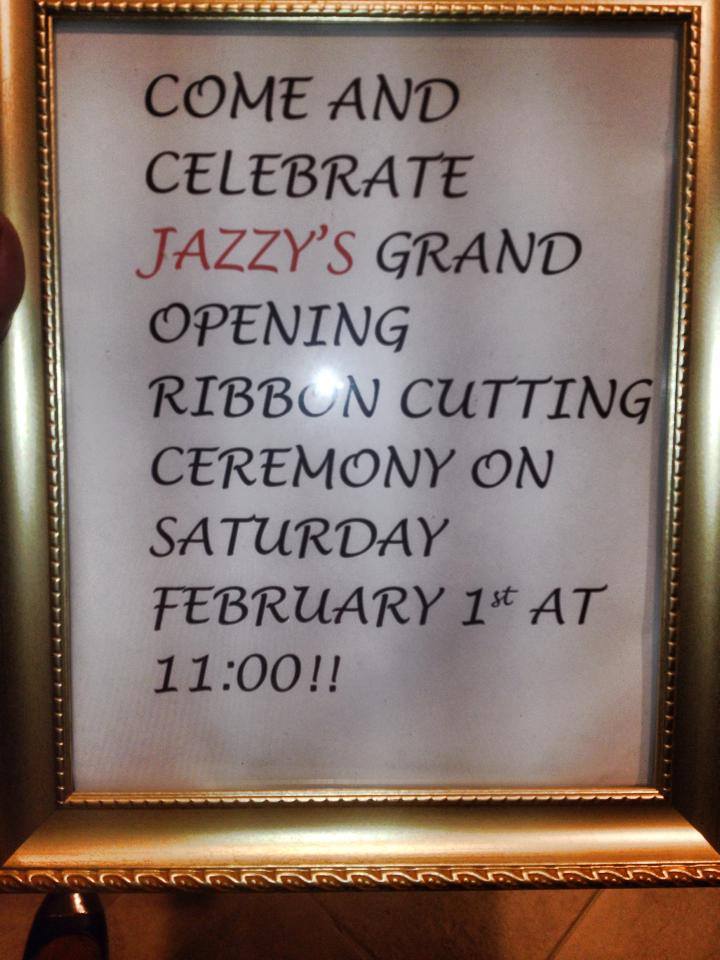 COME AND
CELEBRATE
JAZZY'S GRAND
OPENING
RIBBON CUTTING
CEREMONY ON
SATURDAY
FEBRUARY 1st AT
11:00!!